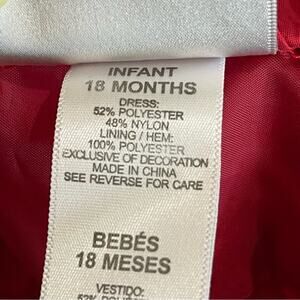 INFANT
18 MONTHS
DRESS:
52% POLYESTER
48% NYLON
LINING / HEM:
100% POLYESTER
EXCLUSIVE OF DECORATION
MADE IN CHINA
SEE REVERSE FOR CARE
BEBÉS
18 MESES
VESTIDO: